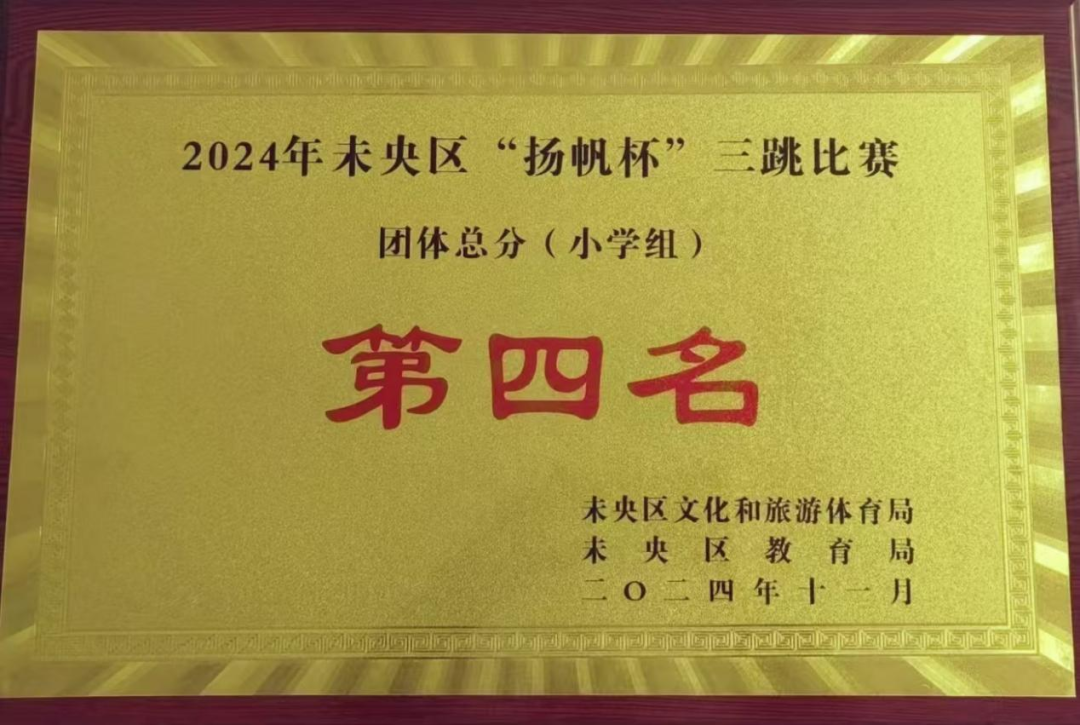 2024年未央区“扬帆杯”三跳比赛
团体总分（小学组）
第四名
未央区文化和旅游体育局
未央区教育局
二〇二四年十一月